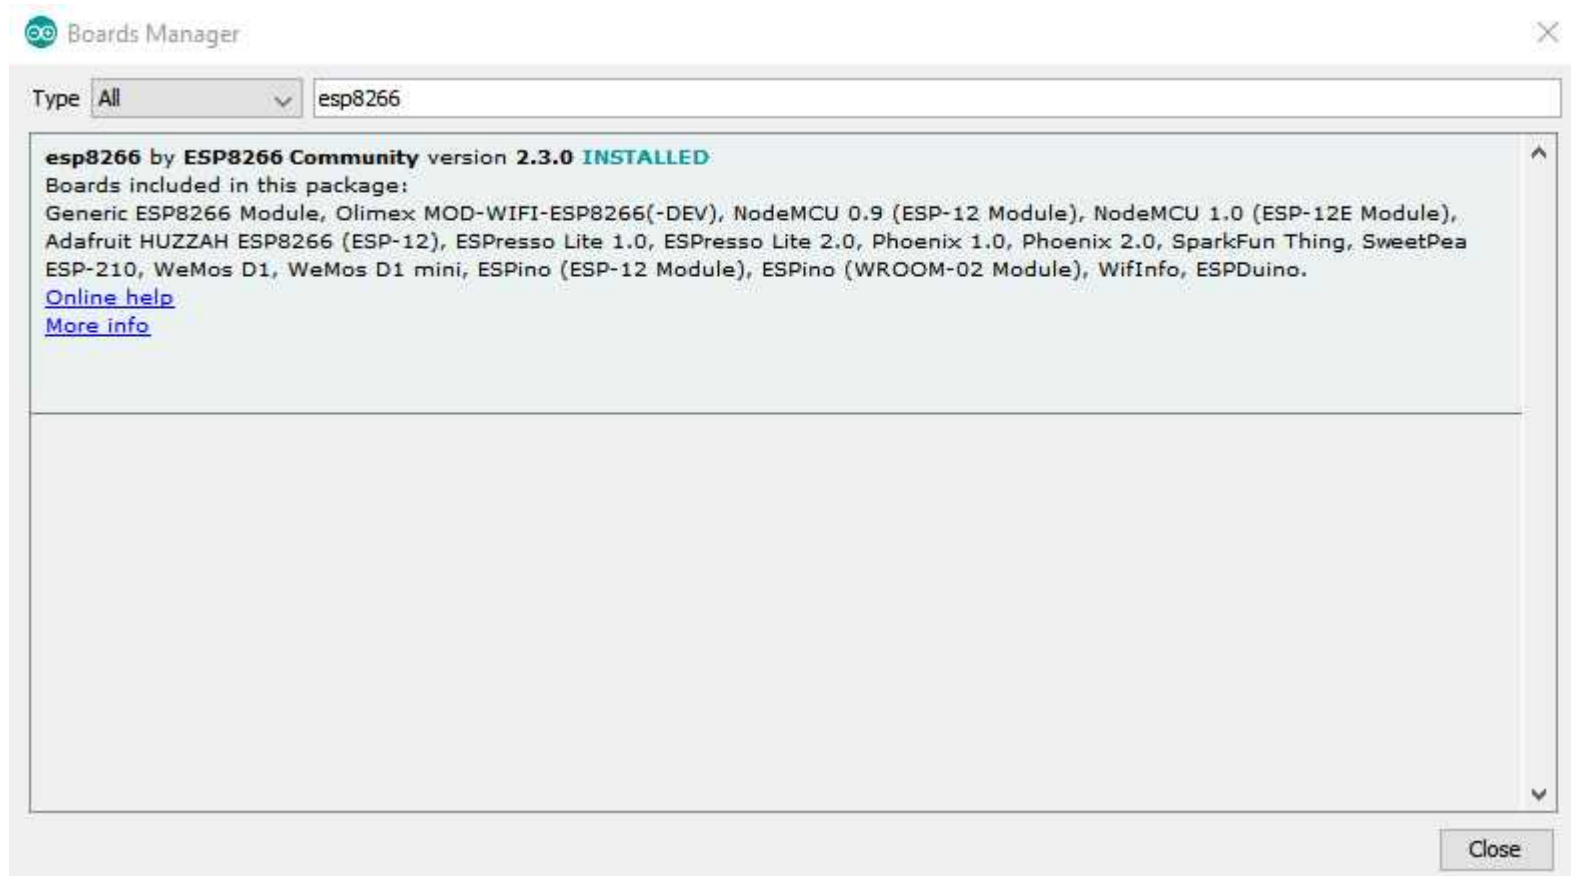 Boards Manager
Type All esp8266
esp8266 by ESP8266 Community version 2.3.0 INSTALLED
Boards included in this package:
Generic ESP8266 Module, Olimex MOD-WIFI-ESP8266(-DEV), NodeMCU 0.9 (ESP-12 Module), NodeMCU 1.0 (ESP-12E Module),
Adafruit HUZZAH ESP8266 (ESP-12), ESPresso Lite 1.0, ESPresso Lite 2.0, Phoenix 1.0, Phoenix 2.0, SparkFun Thing, SweetPea
ESP-210, WeMos D1, WeMos D1 mini, ESPino (ESP-12 Module), ESPino (WROOM-02 Module), WifInfo, ESPDuino.
Online help
More info
Close